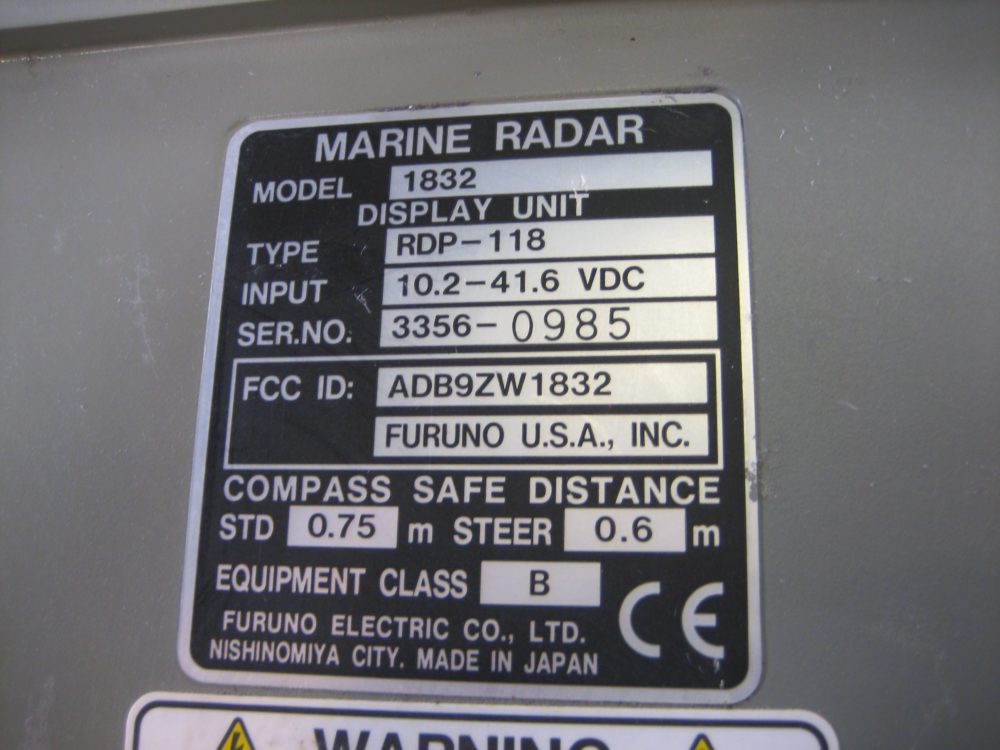 MARINE RADAR
MODEL 1832
DISPLAY UNIT
TYPE RDP-118
INPUT 10.2-41.6 VDC
SER.NO. 3356-0985
FCC ID: ADB9ZW1832
FURUNO U.S.A., INC.
COMPASS SAFE DISTANCE
STD 0.75 m STEER 0.6 m
EQUIPMENT CLASS B
FURUNO ELECTRIC CO., LTD. CE
NISHINOMIYA CITY. MADE IN JAPAN
WARNING